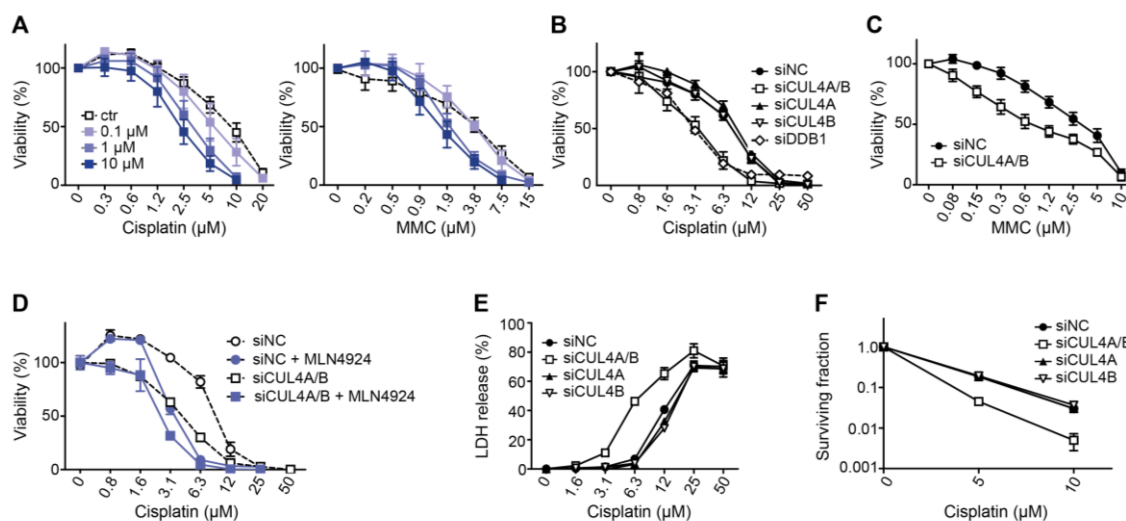 A
Viability (%)
100
50
0
ctr
0.1 µM
1 µM
10 µM
0
0.3
0.6
1.2
2.5
5
10
20
Cisplatin (µM)
Viability (%)
100
50
0
0
0.2
0.5
0.9
1.9
3.8
7.5
15
MMC (µM)
B
Viability (%)
100
50
0
siNC
siCUL4A/B
siCUL4A
siCUL4B
siDDB1
0
0.8
1.6
3.1
6.3
12
25
50
Cisplatin (µM)
C
Viability (%)
100
50
0
siNC
siCUL4A/B
0
0.08
0.15
0.3
0.6
1.2
2.5
5
10
MMC (µM)
D
Viability (%)
100
50
0
siNC
siNC + MLN4924
siCUL4A/B
siCUL4A/B + MLN4924
0
0.8
1.6
3.1
6.3
12
25
50
Cisplatin (µM)
E
LDH release (%)
100
80
60
40
20
0
siNC
siCUL4A/B
siCUL4A
siCUL4B
0
1.6
3.1
6.3
12
25
50
Cisplatin (µM)
F
Surviving fraction
1.0
0.1
0.01
0.001
siNC
siCUL4A/B
siCUL4A
siCUL4B
0
5
10
Cisplatin (µM)